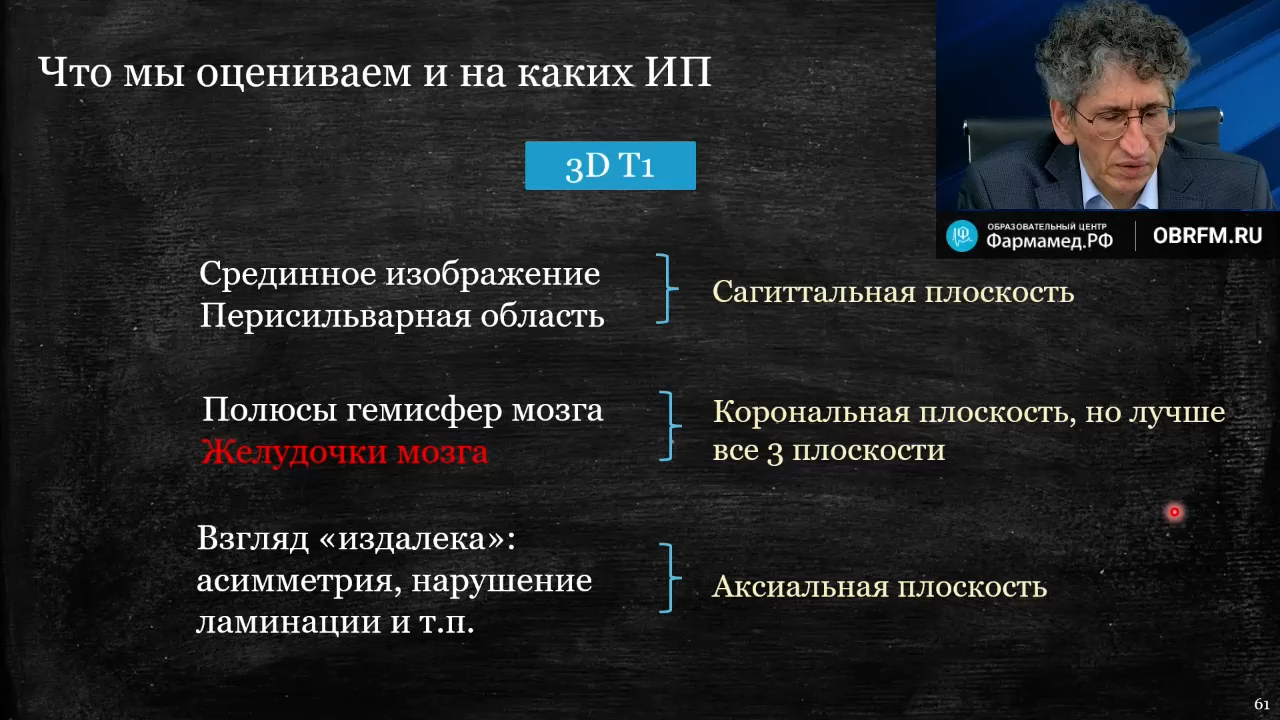 Что мы оцениваем и на каких ИП
3D T1
ОБРАЗОВАТЕЛЬНЫЙ ЦЕНТР
Фармамед.РФ
OBRFM.RU
Срединное изображение
Перисильварная область
Сагиттальная плоскость
Полюсы гемисфер мозга
Желудочки мозга
Корональная плоскость, но лучше
все 3 плоскости
Взгляд «издалека»:
асимметрия, нарушение
ламинации и т.п.
Аксиальная плоскость
61